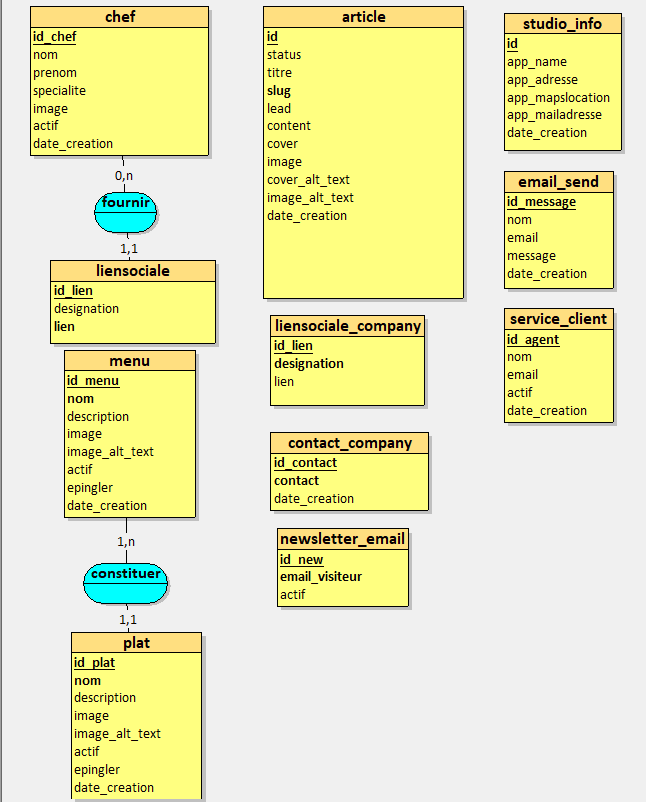 chef
id_chef
nom
prenom
specialite
image
actif
date_creation
0,n
fournir
1,1
liensociale
id_lien
designation
lien
menu
id_menu
nom
description
image
image_alt_text
actif
epingler
date_creation
1,n
constituer
1,1
plat
id_plat
nom
description
image
image_alt_text
actif
epingler
date_creation
article
id
status
titre
slug
lead
content
cover
image
cover_alt_text
image_alt_text
date_creation
liensociale_company
id_lien
designation
lien
contact_company
id_contact
contact
date_creation
newsletter_email
id_new
email_visiteur
actif
studio_info
id
app_name
app_adresse
app_mapslocation
app_mailadresse
date_creation
email_send
id_message
nom
email
message
date_creation
service_client
id_agent
nom
email
actif
date_creation